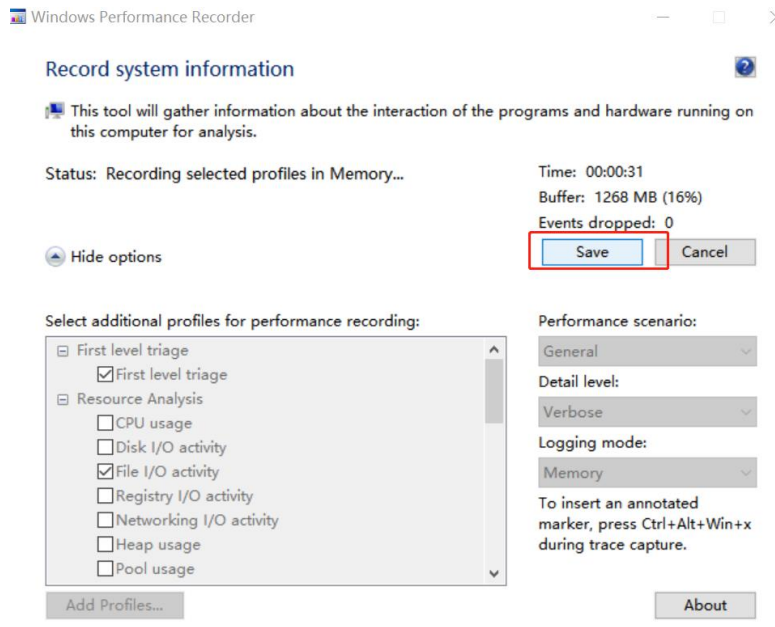 Windows Performance Recorder
Record system information
This tool will gather information about the interaction of the programs and hardware running on
this computer for analysis.
Status: Recording selected profiles in Memory...
Time: 00:00:31
Buffer: 1268 MB (16%)
Events dropped: 0
Save
Cancel
Hide options
Select additional profiles for performance recording:
First level triage
First level triage
Resource Analysis
CPU usage
Disk I/O activity
File I/O activity
Registry I/O activity
Networking I/O activity
Heap usage
Pool usage
Add Profiles...
Performance scenario:
General
Detail level:
Verbose
Logging mode:
Memory
To insert an annotated
marker, press Ctrl+Alt+Win+x
during trace capture.
About